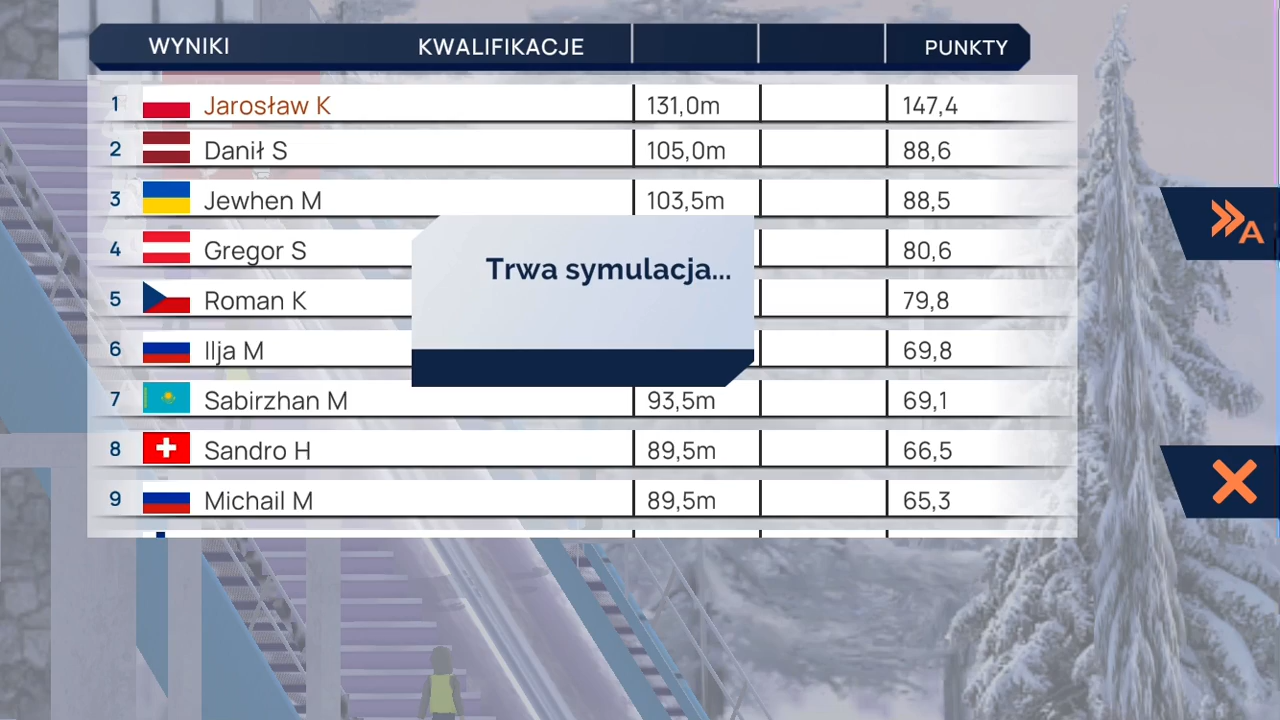 WYNIKI KWALIFIKACJE PUNKTY
1 Jarosław K 131,0m 147,4
2 Danił S 105,0m 88,6
3 Jewhen M 103,5m 88,5
4 Gregor S 80,6
5 Roman K 79,8
6 Ilja M 69,8
7 Sabirzhan M 93,5m 69,1
8 Sandro H 89,5m 66,5
9 Michail M 89,5m 65,3
Trwa symulacja...
A